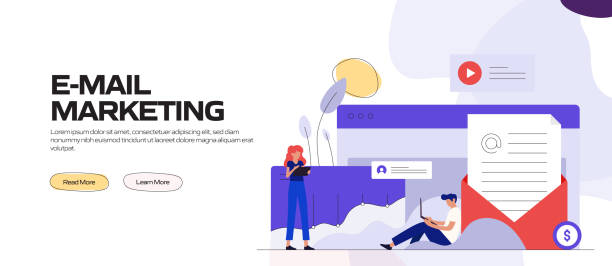 E-MAIL
MARKETING
Lorem ipsum dolor sit amet, consectetuer adipiscing elit, sed diam
nonummy nibh euismod tincidunt ut laoreet dolore magna aliquam erat
volutpat.
Read More
Learn More
@
$